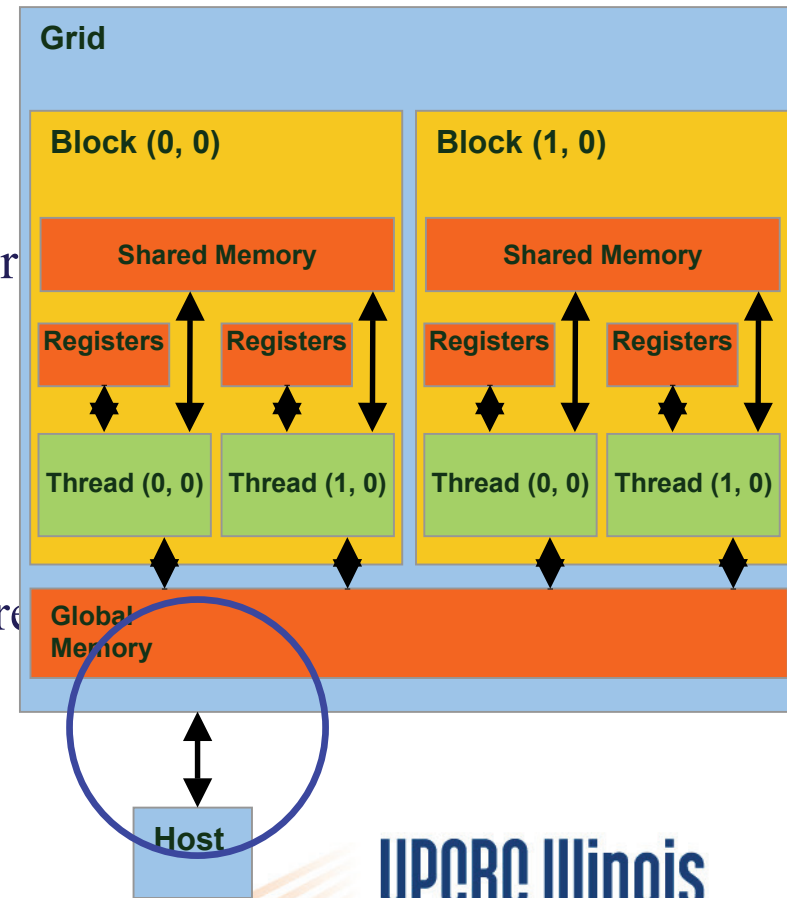 Grid
Block (0, 0)
Block (1, 0)
Shared Memory
Shared Memory
Registers
Registers
Registers
Registers
Thread (0, 0)
Thread (1, 0)
Thread (0, 0)
Thread (1, 0)
Global
Memory
Host
UPCRC Illinois